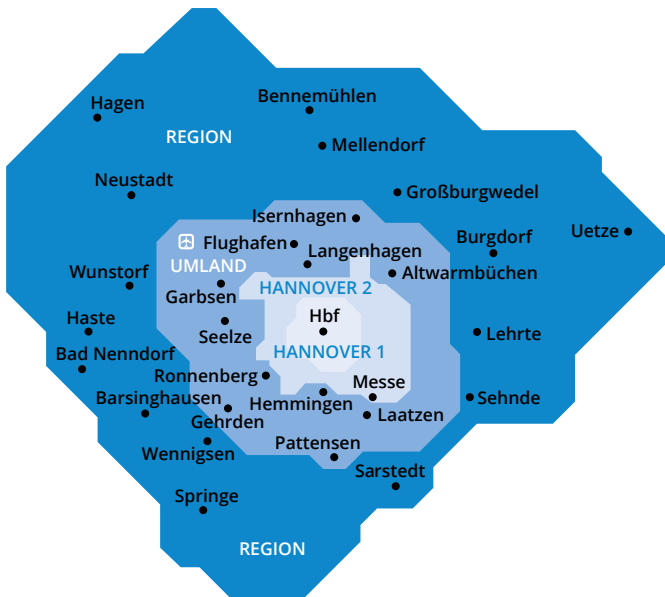 Bennemühlen
Hagen
REGION
Mellendorf
Neustadt
Großburgwedel
Isernhagen
Uetze
Burgdorf
Flughafen
Langenhagen
UMLAND
Wunstorf
Altwarmbüchen
Garbsen
HANNOVER 2
Hbf
Haste
Seelze
Lehrte
HANNOVER 1
Bad Nenndorf
Ronnenberg
Messe
Barsinghausen
Hemmingen
Sehnde
Gehrden
Laatzen
Wennigsen
Pattensen
Sarstedt
Springe
REGION